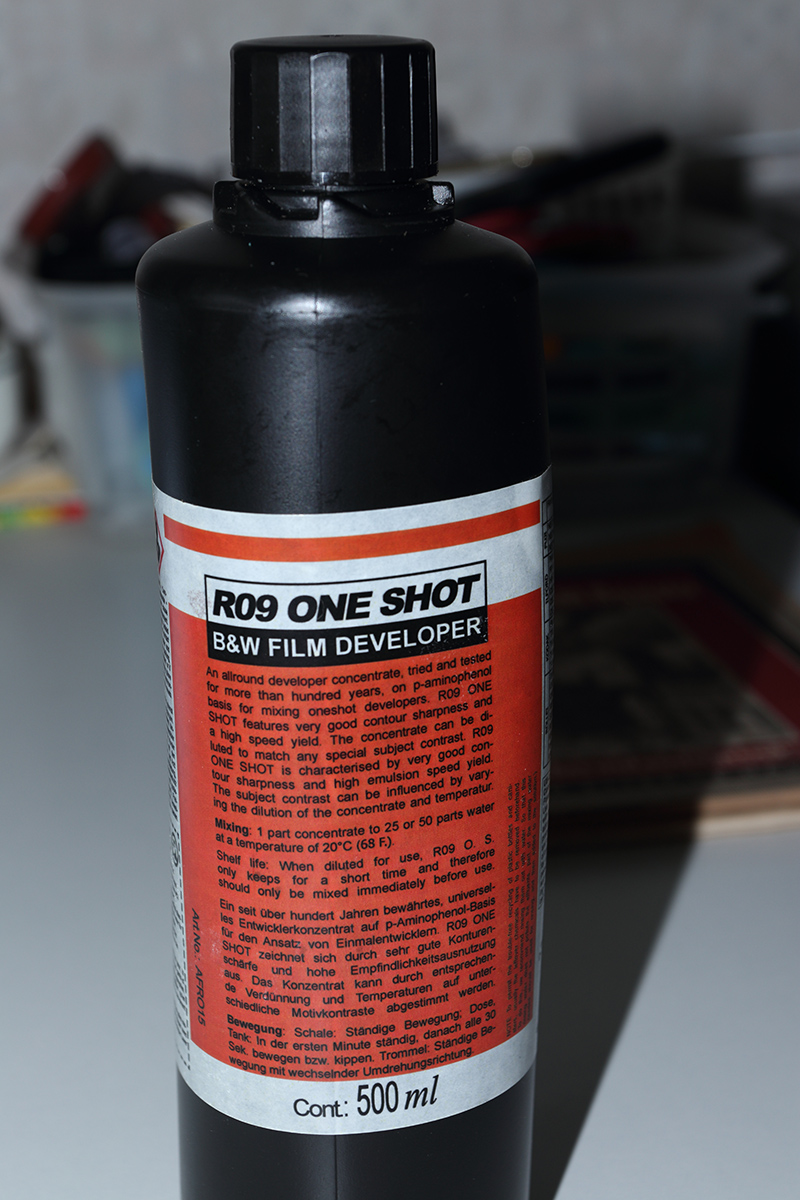 R09 ONE SHOT
B&W FILM DEVELOPER
An allround developer concentrate, tried and tested
for more than hundred years, on p-aminophenol
basis for mixing oneshot developers. R09 ONE
SHOT features very good contour sharpness and
a high speed yield. The concentrate can be di-
luted to match any special subject contrast. R09
ONE SHOT is characterised by very good con-
tour sharpness and high emulsion speed yield.
The subject contrast can be influenced by vary-
ing the dilution of the concentrate and temperatur.
Mixing: 1 part concentrate to 25 or 50 parts water
at a temperature of 20°C (68 F.).
Shelf life: When diluted for use, R09 O. S.
only keeps for a short time and therefore
should only be mixed immediately before use.
Ein seit über hundert Jahren bewährtes, universel-
les Entwicklerkonzentrat auf p-Aminophenol-Basis
für den Ansatz von Einmalentwicklern. R09 ONE
SHOT zeichnet sich durch sehr gute Konturen-
schärfe und hohe Empfindlichkeitsausnutzung
aus. Das Konzentrat kann durch entsprechen-
de Verdünnung und Temperaturen auf unter-
schiedliche Motivkontraste abgestimmt werden.
Bewegung: Schale: Ständige Bewegung, Dose,
Tank: In der ersten Minute ständig, danach alle 30
Sek. bewegen bzw. kippen. Trommel: Ständige Be-
wegung mit wechselnder Umdrehungsrichtung.
Art.No.: AFRO15
Cont.: 500 ml